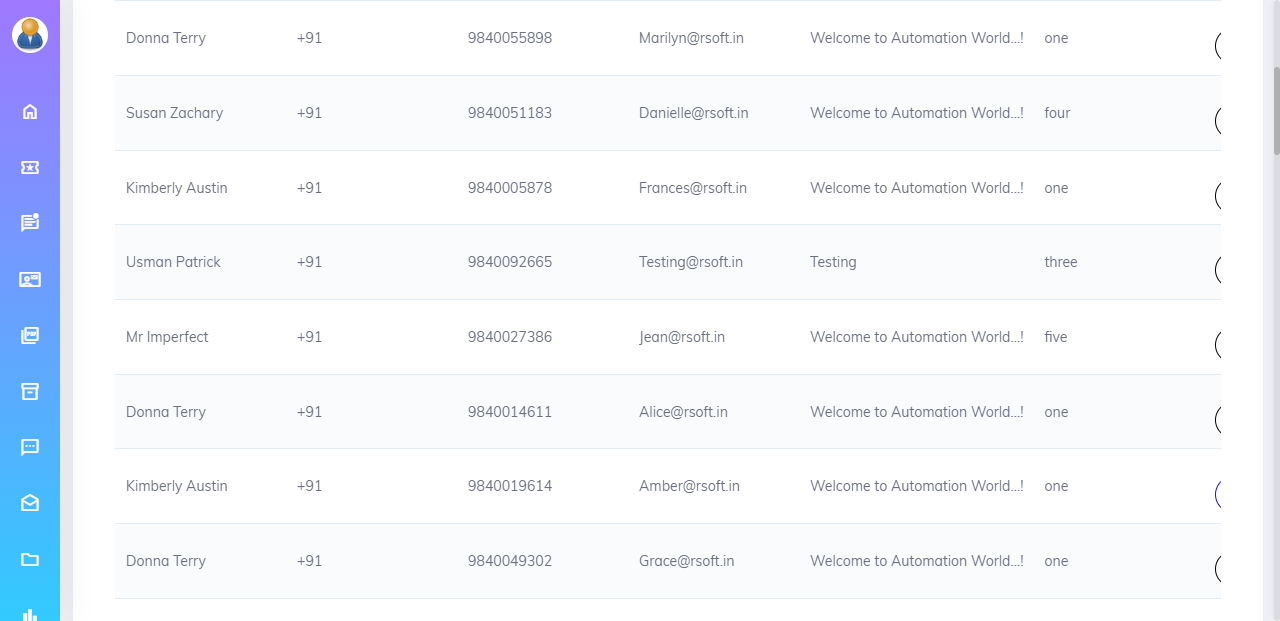 Donna Terry +91 9840055898 Marilyn@rsoft.in Welcome to Automation World...! one
Susan Zachary +91 9840051183 Danielle@rsoft.in Welcome to Automation World...! four
Kimberly Austin +91 9840005878 Frances@rsoft.in Welcome to Automation World...! one
Usman Patrick +91 9840092665 Testing@rsoft.in Testing three
Mr Imperfect +91 9840027386 Jean@rsoft.in Welcome to Automation World...! five
Donna Terry +91 9840014611 Alice@rsoft.in Welcome to Automation World...! one
Kimberly Austin +91 9840019614 Amber@rsoft.in Welcome to Automation World...! one
Donna Terry +91 9840049302 Grace@rsoft.in Welcome to Automation World...! one